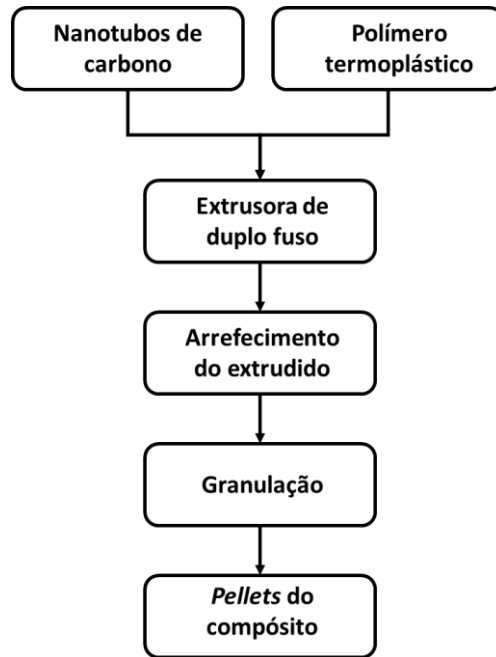 Nanotubos de
carbono
Polímero
termoplástico
Extrusora de
duplo fuso
Arrefecimento
do extrudido
Granulação
Pellets do
compósito